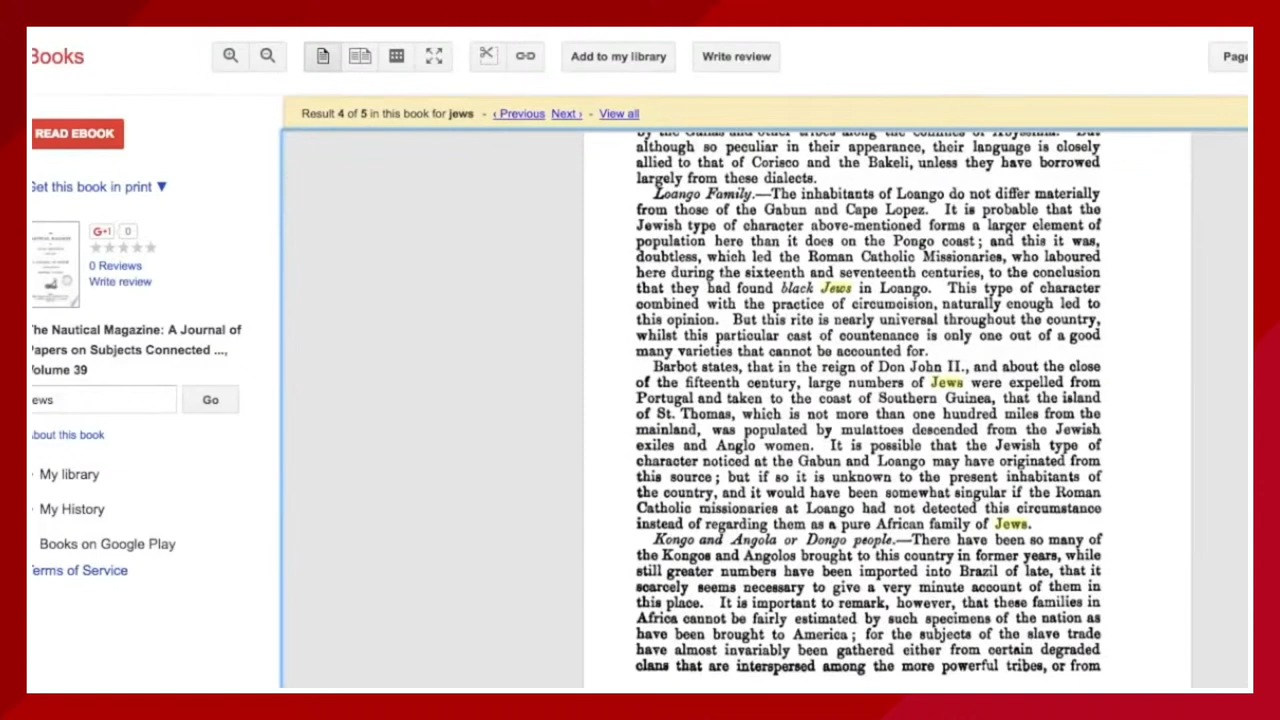 Books
Add to my library
Write review
Page
READ EBOOK
Result 4 of 5 in this book for jews - ‹ Previous Next › - View all
Get this book in print ▼
G+1 0
0 Reviews
Write review
The Nautical Magazine: A Journal of
Papers on Subjects Connected ...,
Volume 39
ews
Go
About this book
My library
My History
Books on Google Play
Terms of Service
although so peculiar in their appearance, their language is closely
allied to that of Corisco and the Bakeli, unless they have borrowed
largely from these dialects.
Loango Family.—The inhabitants of Loango do not differ materially
from those of the Gabun and Cape Lopez. It is probable that the
Jewish type of character above-mentioned forms a larger element of
population here than it does on the Pongo coast; and this it was,
doubtless, which led the Roman Catholic Missionaries, who laboured
here during the sixteenth and seventeenth centuries, to the conclusion
that they had found black Jews in Loango. This type of character
combined with the practice of circumcision, naturally enough led to
this opinion. But this rite is nearly universal throughout the country,
whilst this particular cast of countenance is only one out of a good
many varieties that cannot be accounted for.
Barbot states, that in the reign of Don John II., and about the close
of the fifteenth century, large numbers of Jews were expelled from
Portugal and taken to the coast of Southern Guinea, that the island
of St. Thomas, which is not more than one hundred miles from the
mainland, was populated by mulattoes descended from the Jewish
exiles and Anglo women. It is possible that the Jewish type of
character noticed at the Gabun and Loango may have originated from
this source; but if so it is unknown to the present inhabitants of
the country, and it would have been somewhat singular if the Roman
Catholic missionaries at Loango had not detected this circumstance
instead of regarding them as a pure African family of Jews.
Kongo and Angola or Dongo people.—There have been so many of
the Kongos and Angolos brought to this country in former years, while
still greater numbers have been imported into Brazil of late, that it
scarcely seems necessary to give a very minute account of them in
this place. It is important to remark, however, that these families in
Africa cannot be fairly estimated by such specimens of the nation as
have been brought to America; for the subjects of the slave trade
have almost invariably been gathered either from certain degraded
clans that are interspersed among the more powerful tribes, or from